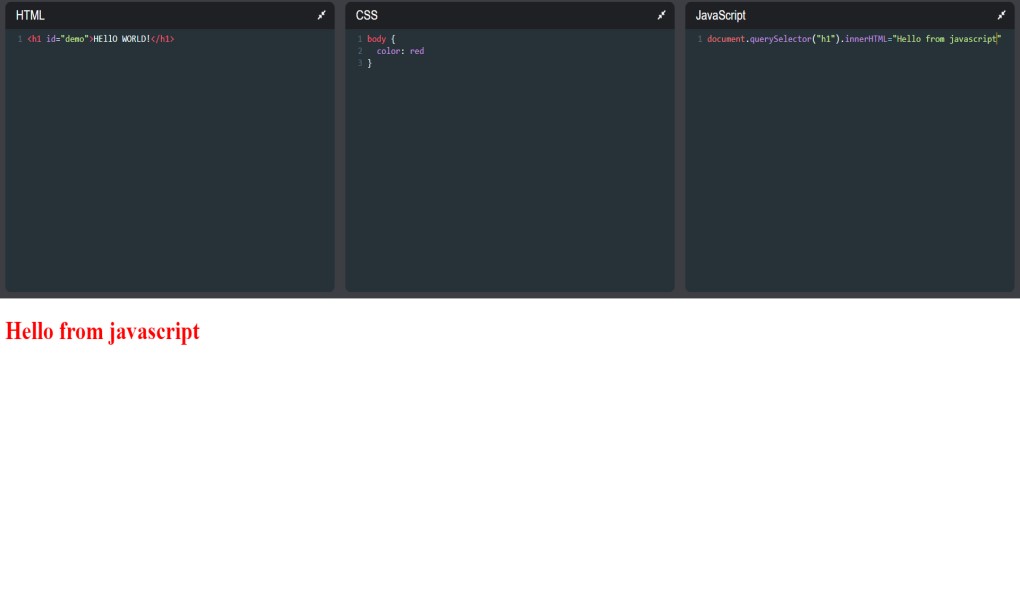 HTML
1 <h1 id="demo">HEllO WORLD!</h1>
CSS
1 body {
2 color: red
3 }
JavaScript
1 document.querySelector("h1").innerHTML="Hello from javascript"
Hello from javascript